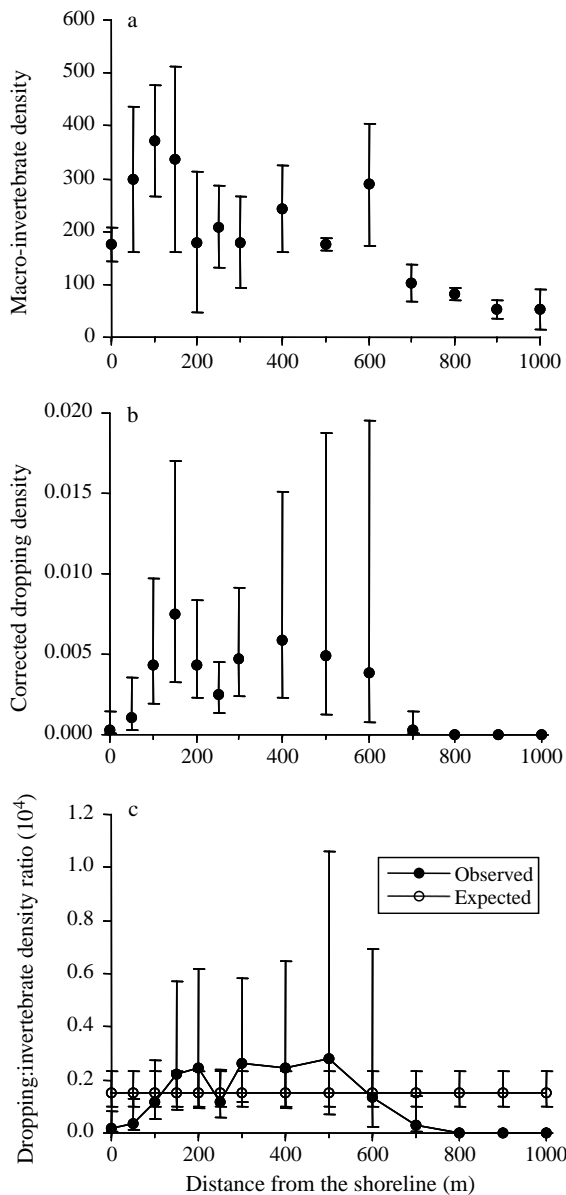 a
600
500
400
300
200
100
0
Macro-invertebrate density
0 200 400 600 800 1000
b
0.020
0.015
0.010
0.005
0.000
Corrected dropping density
0 200 400 600 800 1000
c
1.2
1.0
0.8
0.6
0.4
0.2
0.0
Dropping:invertebrate density ratio (10⁴)
Observed
Expected
0 200 400 600 800 1000
Distance from the shoreline (m)